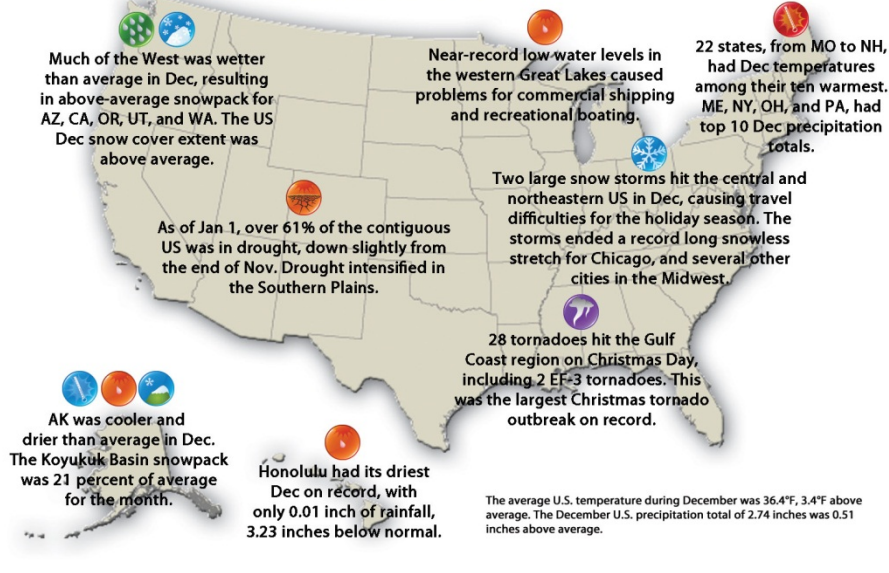 Much of the West was wetter
than average in Dec, resulting
in above-average snowpack for
AZ, CA, OR, UT, and WA. The US
Dec snow cover extent was
above average.
Near-record low water levels in
the western Great Lakes caused
problems for commercial shipping
and recreational boating.
22 states, from MO to NH,
had Dec temperatures
among their ten warmest.
ME, NY, OH, and PA, had
top 10 Dec precipitation
totals.
Two large snow storms hit the central and
northeastern US in Dec, causing travel
difficulties for the holiday season. The
storms ended a record long snowless
stretch for Chicago, and several other
cities in the Midwest.
As of Jan 1, over 61% of the contiguous
US was in drought, down slightly from
the end of Nov. Drought intensified in
the Southern Plains.
28 tornadoes hit the Gulf
Coast region on Christmas Day,
including 2 EF-3 tornadoes. This
was the largest Christmas tornado
outbreak on record.
AK was cooler and
drier than average in Dec.
The Koyukuk Basin snowpack
was 21 percent of average
for the month.
Honolulu had its driest
Dec on record, with
only 0.01 inch of rainfall,
3.23 inches below normal.
The average U.S. temperature during December was 36.4°F, 3.4°F above
average. The December U.S. precipitation total of 2.74 inches was 0.51
inches above average.